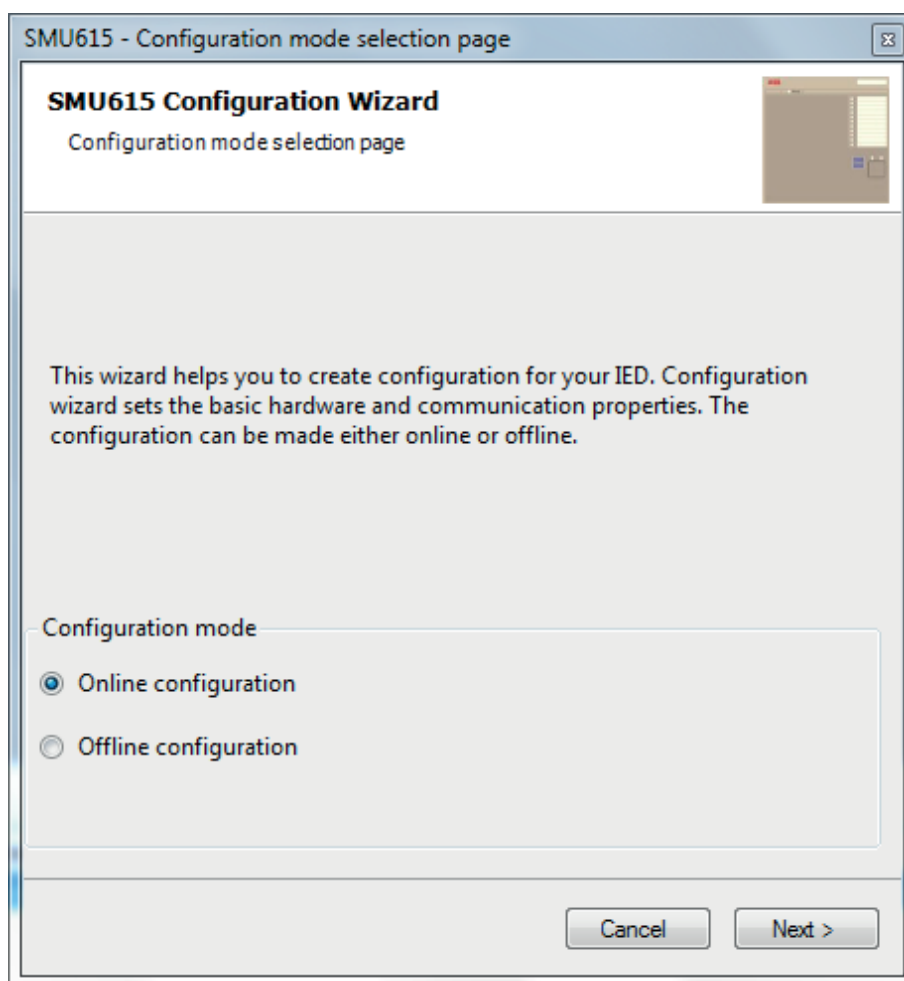 SMU615 - Configuration mode selection page
SMU615 Configuration Wizard
Configuration mode selection page
This wizard helps you to create configuration for your IED. Configuration
wizard sets the basic hardware and communication properties. The
configuration can be made either online or offline.
Configuration mode
Online configuration
Offline configuration
Cancel
Next >